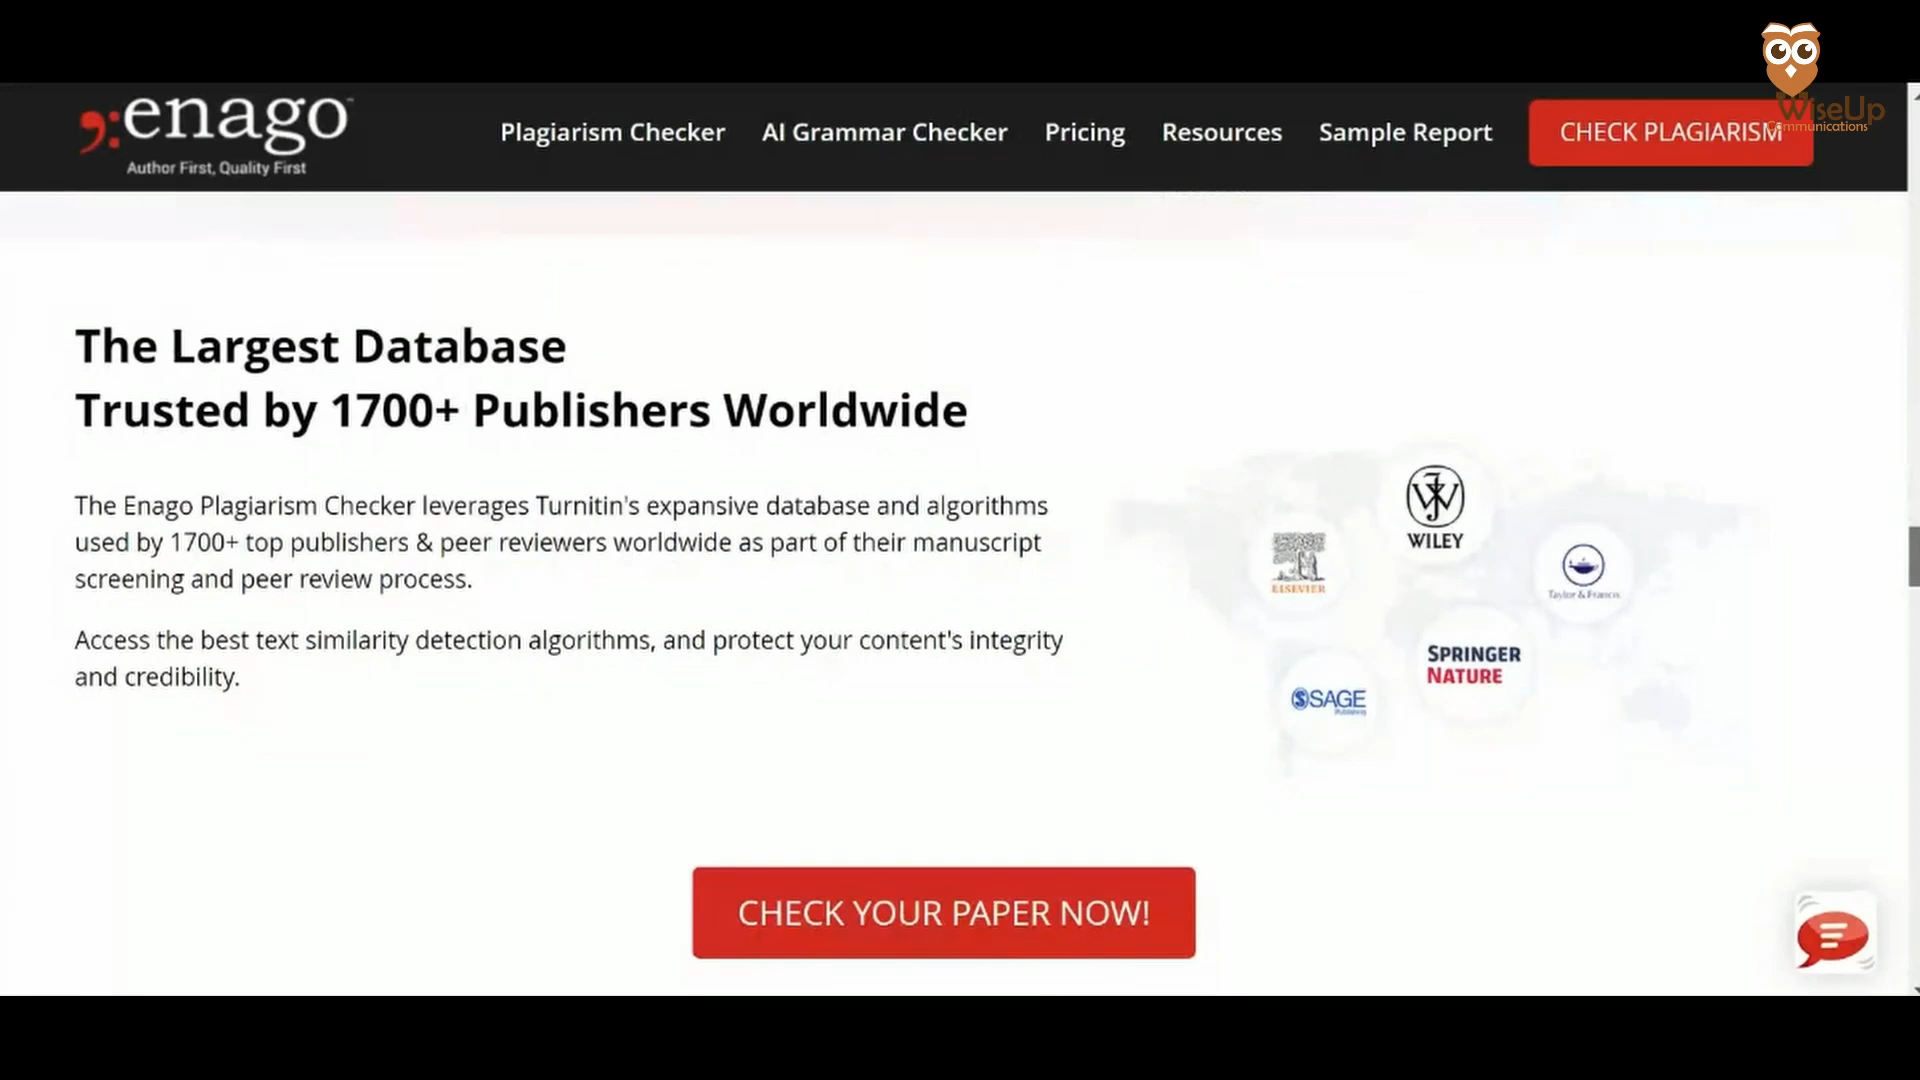 WiseUp
Communications
enago
Author First, Quality First
Plagiarism Checker
AI Grammar Checker
Pricing
Resources
Sample Report
CHECK PLAGIARISM
The Largest Database
Trusted by 1700+ Publishers Worldwide
The Enago Plagiarism Checker leverages Turnitin's expansive database and algorithms
used by 1700+ top publishers & peer reviewers worldwide as part of their manuscript
screening and peer review process.
Access the best text similarity detection algorithms, and protect your content's integrity
and credibility.
WILEY
ELSEVIER
Taylor & Francis
SPRINGER
NATURE
SAGE
Publishing
CHECK YOUR PAPER NOW!